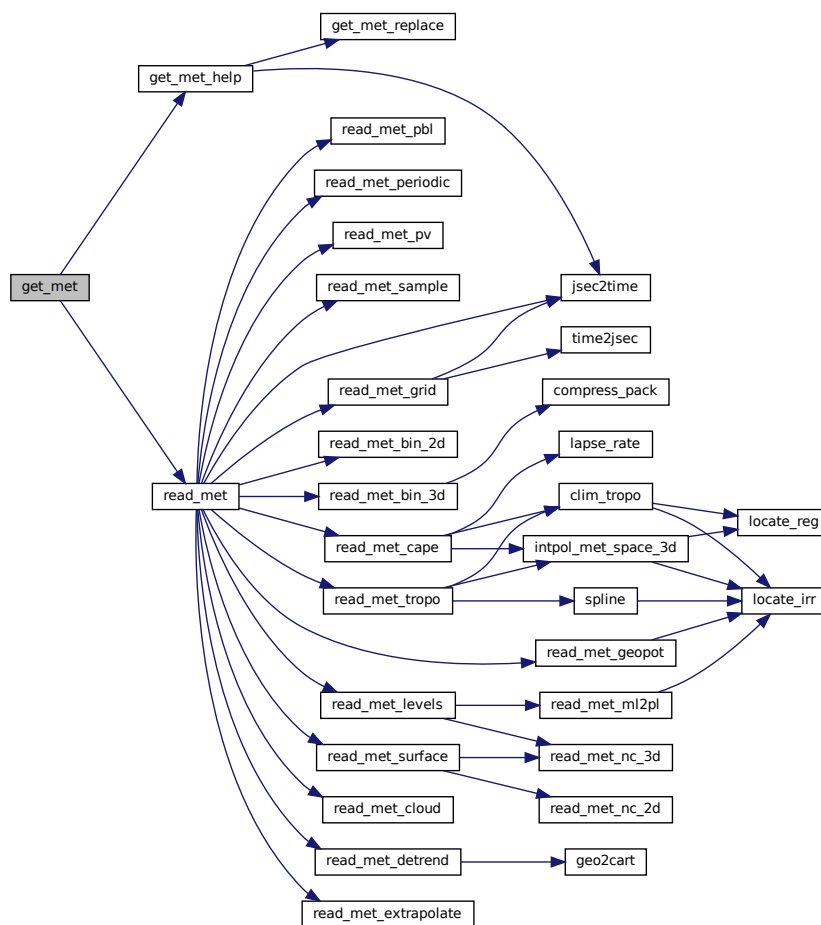 get_met_replace
get_met_help
read_met_pbl
read_met_periodic
read_met_pv
get_met
read_met_sample
jsec2time
time2jsec
read_met_grid
compress_pack
read_met_bin_2d
lapse_rate
read_met
read_met_bin_3d
clim_tropo
locate_reg
read_met_cape
intpol_met_space_3d
read_met_tropo
spline
locate_irr
read_met_geopot
read_met_levels
read_met_ml2pl
read_met_surface
read_met_nc_3d
read_met_cloud
read_met_nc_2d
read_met_detrend
geo2cart
read_met_extrapolate